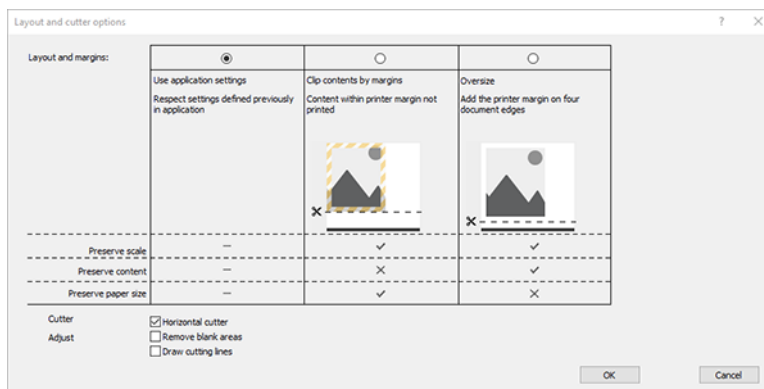 Layout and cutter options
Layout and margins:
Use application settings
Clip contents by margins
Oversize
Respect settings defined previously
in application
Content within printer margin not
printed
Add the printer margin on four
document edges
Preserve scale
Preserve content
Preserve paper size
Cutter
Horizontal cutter
Adjust
Remove blank areas
Draw cutting lines
OK
Cancel